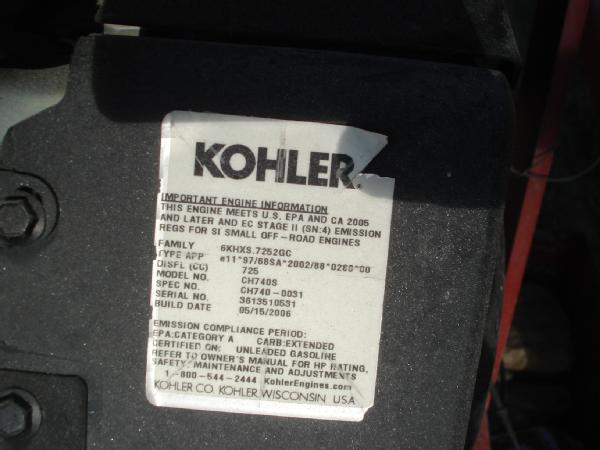 KOHLER.
IMPORTANT ENGINE INFORMATION
THIS ENGINE MEETS U.S. EPA AND CA 2005
AND LATER AND EC STAGE II (SN:4) EMISSION
REGS FOR SI SMALL OFF-ROAD ENGINES
FAMILY 6KHXS.7252GC
TYPE APP e11*97/68SA*2002/88*0280*00
DISPL (CC) 725
MODEL NO. CH740S
SPEC NO. CH740-0031
SERIAL NO. 3613510531
BUILD DATE 05/15/2006
EMISSION COMPLIANCE PERIOD:
EPA:CATEGORY A CARB:EXTENDED
CERTIFIED ON: UNLEADED GASOLINE
REFER TO OWNER'S MANUAL FOR HP RATING,
SAFETY, MAINTENANCE AND ADJUSTMENTS
1-800-544-2444 KohlerEngines.com
KOHLER CO. KOHLER, WISCONSIN USA